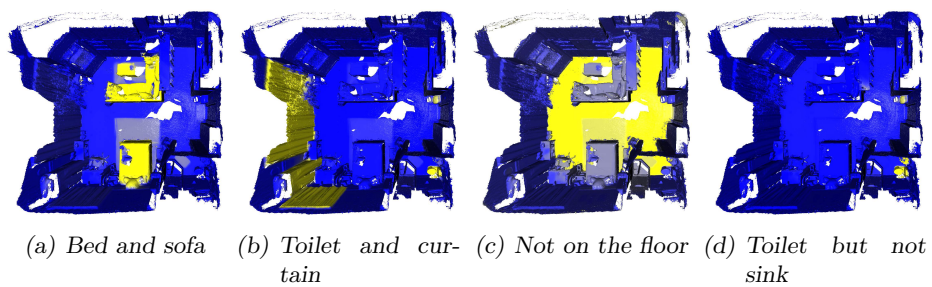 (a) Bed and sofa
(b) Toilet and cur-
tain
(c) Not on the floor
(d) Toilet but not
sink